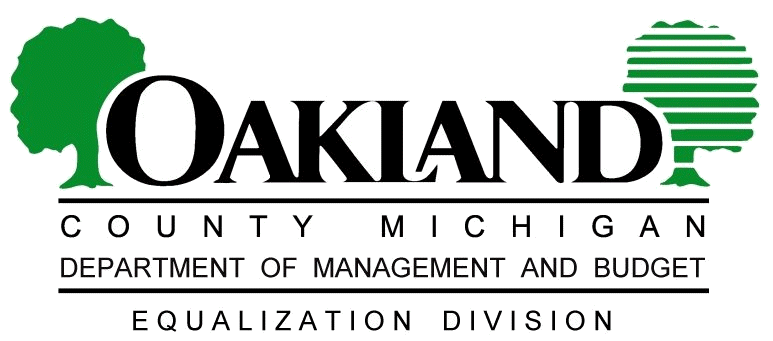 OAKLAND
COUNTY MICHIGAN
DEPARTMENT OF MANAGEMENT AND BUDGET
EQUALIZATION DIVISION